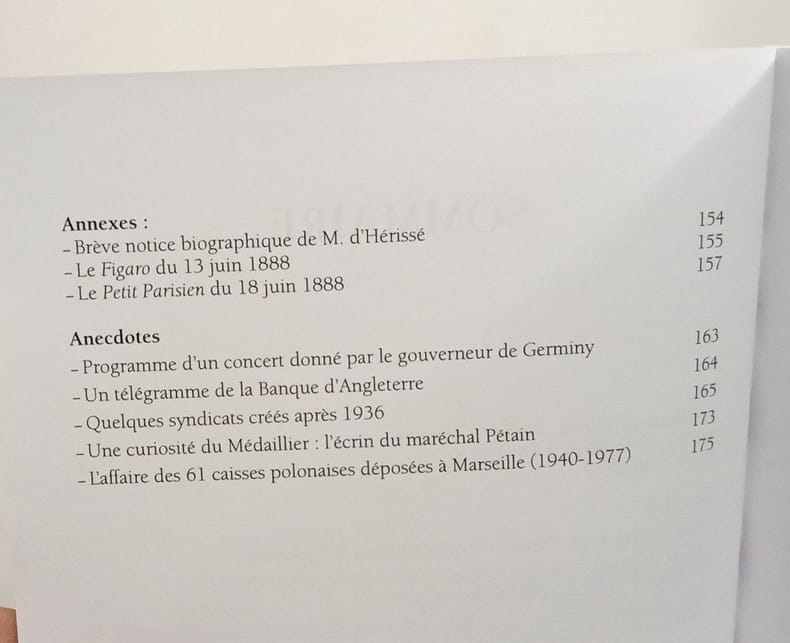 Annexes :
– Brève notice biographique de M. d'Hérissé 154
– Le Figaro du 13 juin 1888 155
– Le Petit Parisien du 18 juin 1888 157
Anecdotes
– Programme d'un concert donné par le gouverneur de Germiny 163
– Un télégramme de la Banque d'Angleterre 164
– Quelques syndicats créés après 1936 165
– Une curiosité du Médaillier : l'écrin du maréchal Pétain 173
– L'affaire des 61 caisses polonaises déposées à Marseille (1940-1977) 175
SOMMAIRE